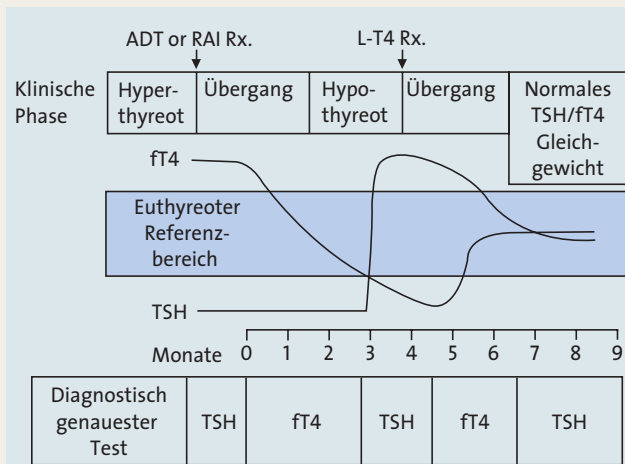 ADT or RAI Rx.
L-T4 Rx.
Klinische
Phase
Hyper-
thyreot
Übergang
Hypo-
thyreot
Übergang
Normales
TSH/fT4
Gleich-
gewicht
fT4
Euthyreoter
Referenz-
bereich
TSH
Monate 0 1 2 3 4 5 6 7 8 9
Diagnostisch
genauester
Test
TSH
fT4
TSH
fT4
TSH